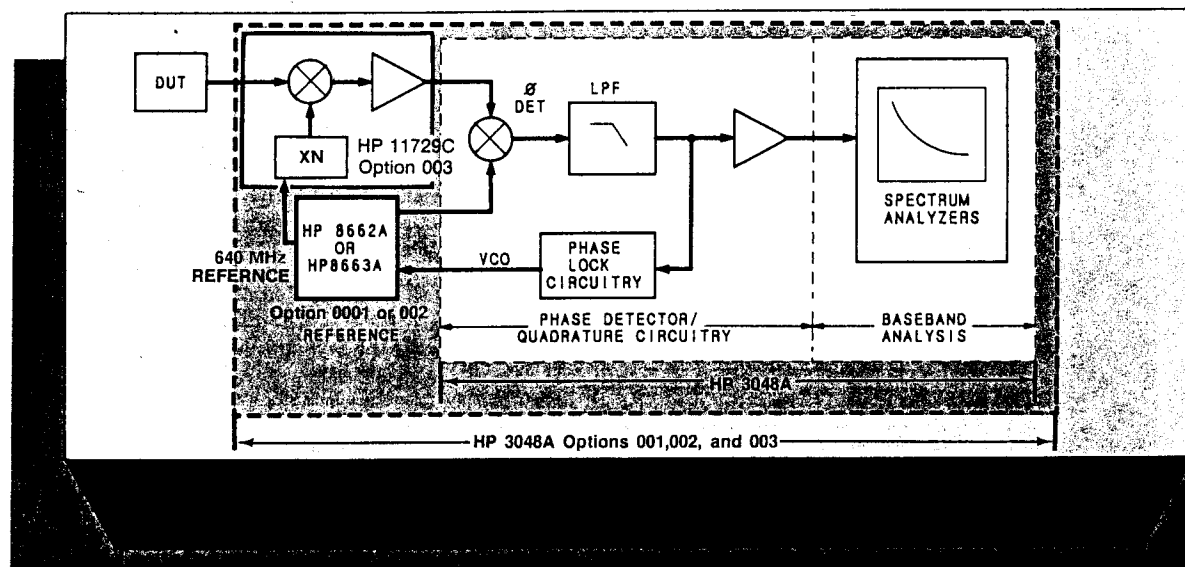 DUT
XN
HP 11729C
Option 003
Ø
DET
LPF
SPECTRUM
ANALYZERS
640 MHz
REFERNCE
HP 8662A
OR
HP8663A
VCO
PHASE
LOCK
CIRCUITRY
Option 0001 or 002
REFERENCE
PHASE DETECTOR/
QUADRATURE CIRCUITRY
BASEBAND
ANALYSIS
HP 3048A
HP 3048A Options 001,002, and 003